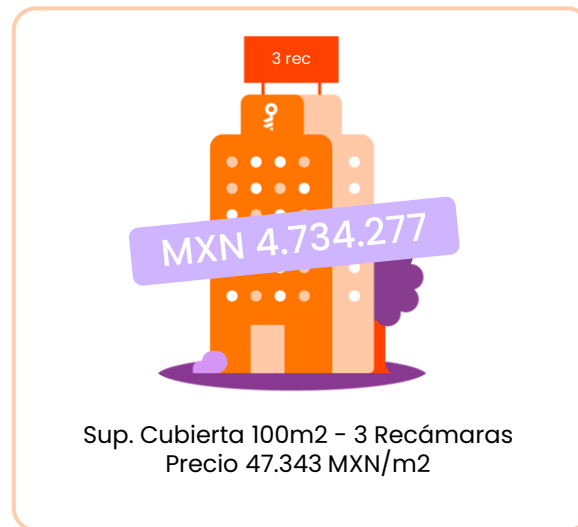 3 rec
MXN 4.734.277
Sup. Cubierta 100m2 - 3 Recámaras
Precio 47.343 MXN/m2